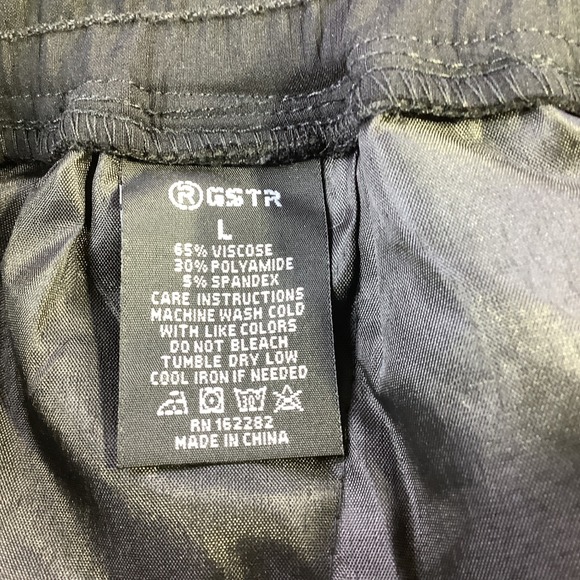 ® GSTR
L
65% VISCOSE
30% POLYAMIDE
5% SPANDEX
CARE INSTRUCTIONS
MACHINE WASH COLD
WITH LIKE COLORS
DO NOT BLEACH
TUMBLE DRY LOW
COOL IRON IF NEEDED
30°
RN 162282
MADE IN CHINA